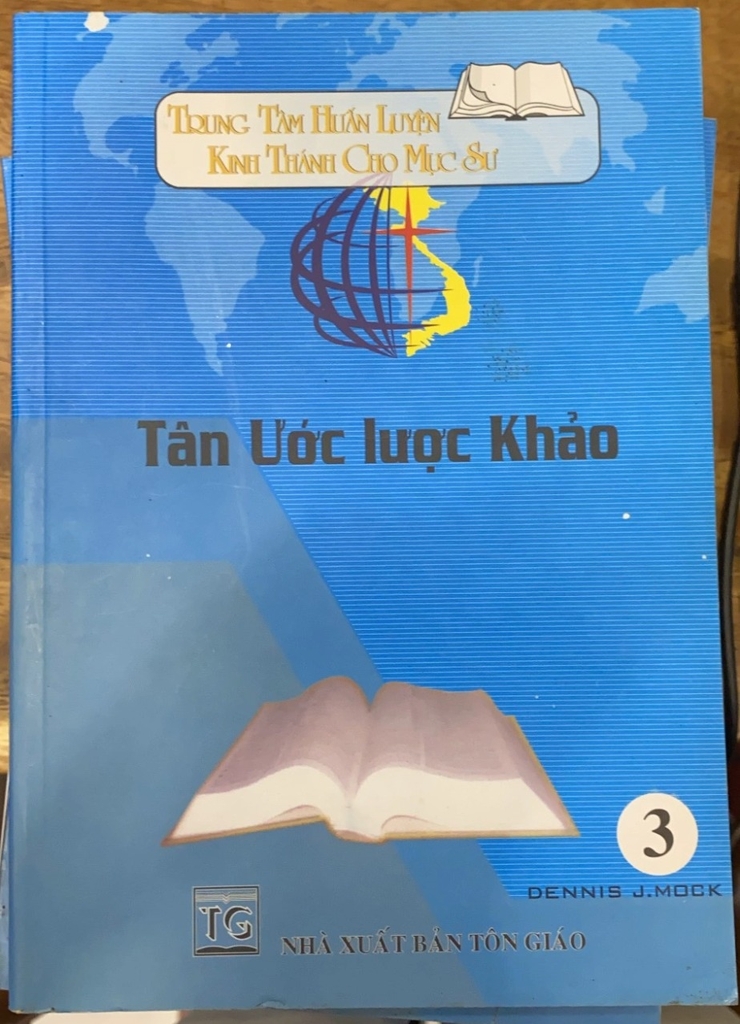 TRUNG TÂM HUẤN LUYỆN
KINH THÁNH CHO MỤC SƯ
Tân Ước lược Khảo
3
DENNIS J.MOCK
TG
NHÀ XUẤT BẢN TÔN GIÁO